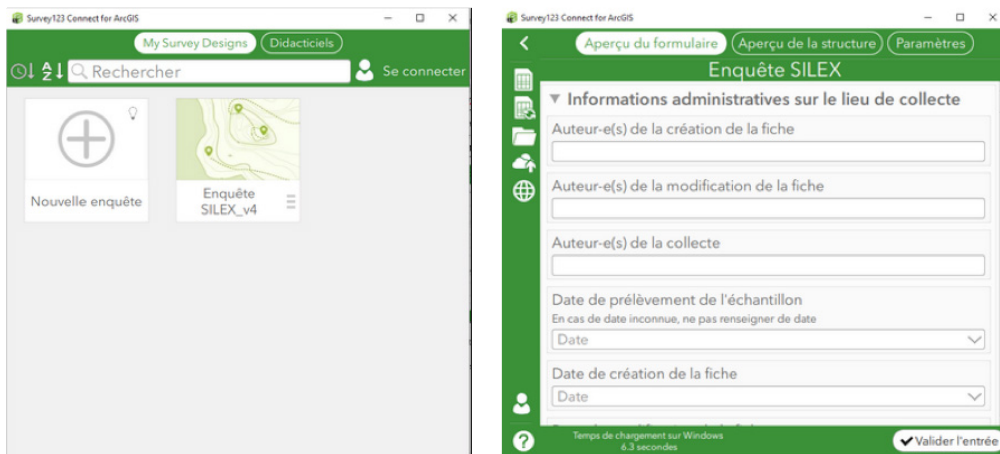 Survey123 Connect for ArcGIS
My Survey Designs
Didacticiels
A
Z
Rechercher
Se connecter
Nouvelle enquête
Enquête
SILEX_v4
Survey123 Connect for ArcGIS
Aperçu du formulaire
Aperçu de la structure
Paramètres
Enquête SILEX
Informations administratives sur le lieu de collecte
Auteur-e(s) de la création de la fiche
Auteur-e(s) de la modification de la fiche
Auteur-e(s) de la collecte
Date de prélèvement de l'échantillon
En cas de date inconnue, ne pas renseigner de date
Date
Date de création de la fiche
Date
Temps de chargement sur Windows
6.3 secondes
Valider l'entrée